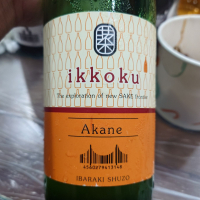 ikkoku
The exploration of new SAKE frontier
Akane
IBARAKI SHUZO